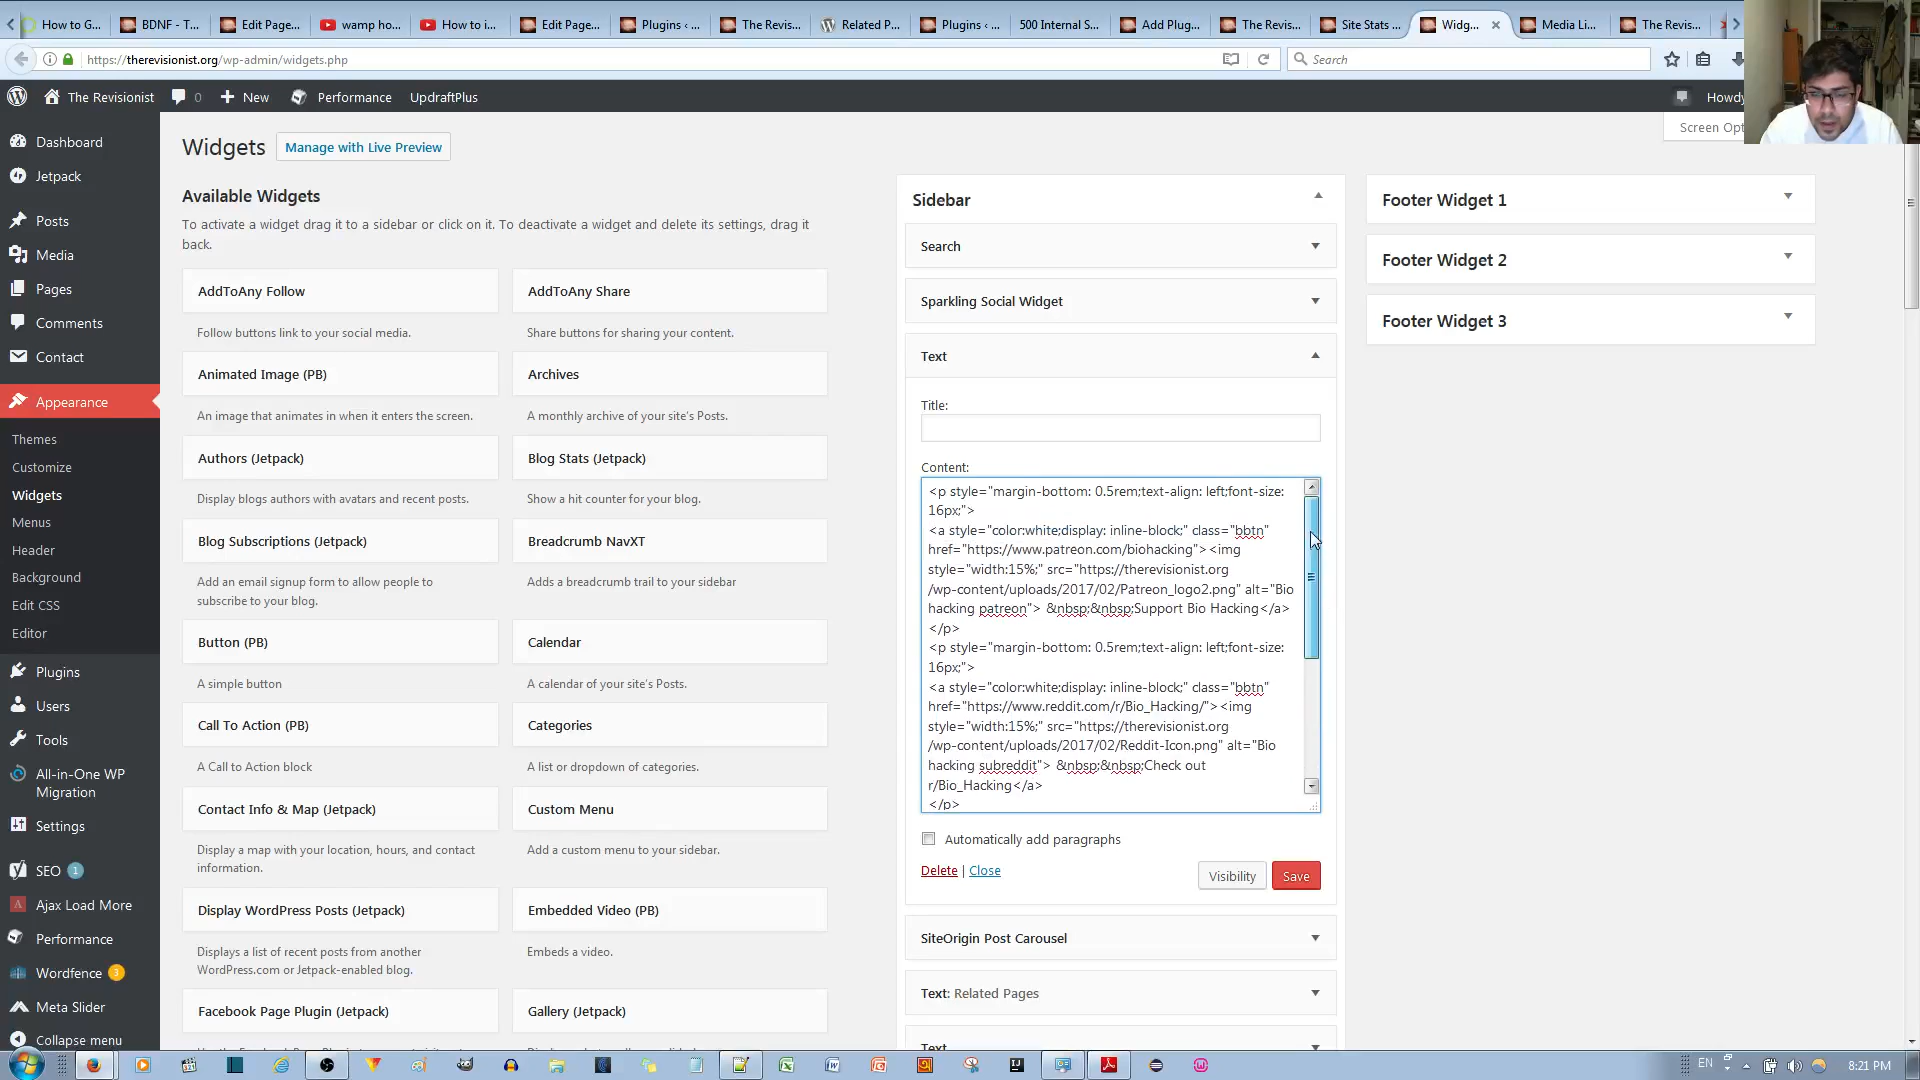 How to G...
BDNF - T...
Edit Page...
wamp ho...
How to i...
Edit Page...
Plugins ‹ ...
The Revis...
Related P...
Plugins ‹ ...
500 Internal S...
Add Plug...
The Revis...
Site Stats ...
Widg...
Media Li...
The Revis...
https://therevisionist.org/wp-admin/widgets.php
Search
The Revisionist
0
New
Performance
UpdraftPlus
Howdy
Screen Opt
Dashboard
Jetpack
Posts
Media
Pages
Comments
Contact
Appearance
Themes
Customize
Widgets
Menus
Header
Background
Edit CSS
Editor
Plugins
Users
Tools
All-in-One WP
Migration
Settings
SEO 1
Ajax Load More
Performance
Wordfence 3
Meta Slider
Collapse menu
Widgets
Manage with Live Preview
Available Widgets
To activate a widget drag it to a sidebar or click on it. To deactivate a widget and delete its settings, drag it
back.
AddToAny Follow
Follow buttons link to your social media.
AddToAny Share
Share buttons for sharing your content.
Animated Image (PB)
An image that animates in when it enters the screen.
Archives
A monthly archive of your site's Posts.
Authors (Jetpack)
Display blogs authors with avatars and recent posts.
Blog Stats (Jetpack)
Show a hit counter for your blog.
Blog Subscriptions (Jetpack)
Add an email signup form to allow people to
subscribe to your blog.
Breadcrumb NavXT
Adds a breadcrumb trail to your sidebar
Button (PB)
A simple button
Calendar
A calendar of your site's Posts.
Call To Action (PB)
A Call to Action block
Categories
A list or dropdown of categories.
Contact Info & Map (Jetpack)
Display a map with your location, hours, and contact
information.
Custom Menu
Add a custom menu to your sidebar.
Display WordPress Posts (Jetpack)
Displays a list of recent posts from another
WordPress.com or Jetpack-enabled blog.
Embedded Video (PB)
Embeds a video.
Facebook Page Plugin (Jetpack)
Gallery (Jetpack)
Sidebar
Search
Sparkling Social Widget
Text
Title:
Content:
<p style="margin-bottom: 0.5rem;text-align: left;font-size:
16px;">
<a style="color:white;display: inline-block;" class="bbtn"
href="https://www.patreon.com/biohacking"><img
style="width:15%;" src="https://therevisionist.org
/wp-content/uploads/2017/02/Patreon_logo2.png" alt="Bio
hacking patreon"> &nbsp;&nbsp;Support Bio Hacking</a>
</p>
<p style="margin-bottom: 0.5rem;text-align: left;font-size:
16px;">
<a style="color:white;display: inline-block;" class="bbtn"
href="https://www.reddit.com/r/Bio_Hacking/"><img
style="width:15%;" src="https://therevisionist.org
/wp-content/uploads/2017/02/Reddit-Icon.png" alt="Bio
hacking subreddit"> &nbsp;&nbsp;Check out
r/Bio_Hacking</a>
</p>
Automatically add paragraphs
Delete | Close
Visibility
Save
SiteOrigin Post Carousel
Text: Related Pages
Text
Footer Widget 1
Footer Widget 2
Footer Widget 3
EN
8:21 PM